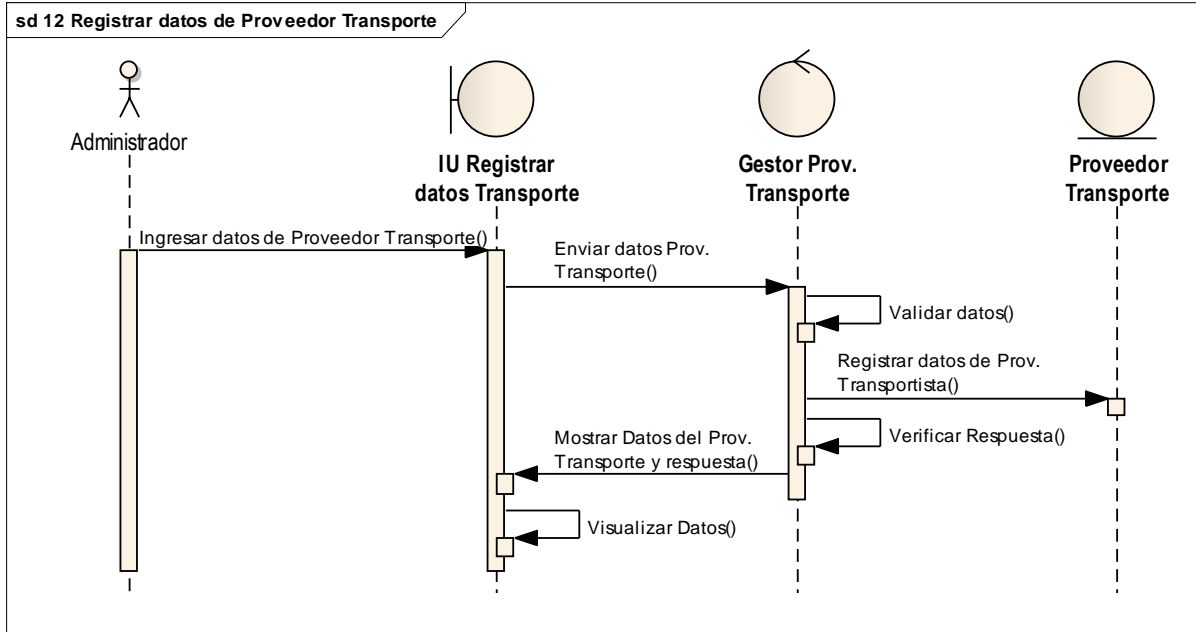 sd 12 Registrar datos de Proveedor Transporte
Administrador
IU Registrar
datos Transporte
Gestor Prov.
Transporte
Proveedor
Transporte
Ingresar datos de Proveedor Transporte()
Enviar datos Prov.
Transporte()
Validar datos()
Registrar datos de Prov.
Transportista()
Verificar Respuesta()
Mostrar Datos del Prov.
Transporte y respuesta()
Visualizar Datos()